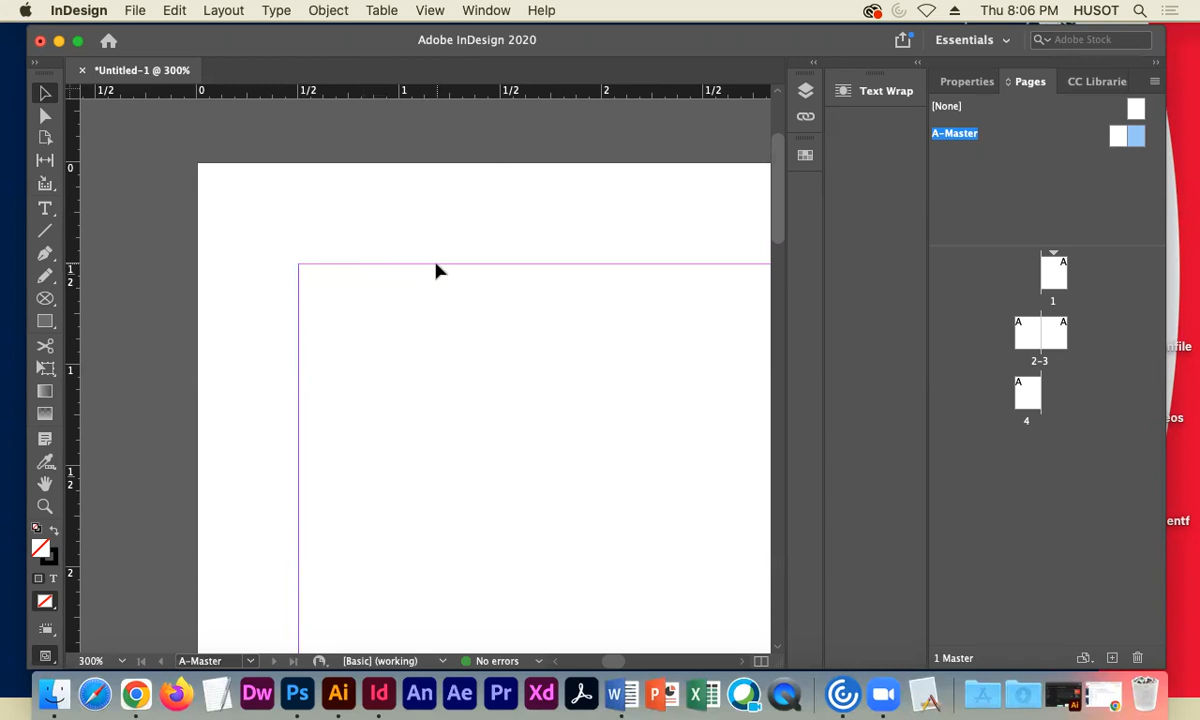 InDesign File Edit Layout Type Object Table View Window Help Thu 8:06 PM HUSOT
Adobe InDesign 2020 Essentials Adobe Stock
× *Untitled-1 @ 300%
Properties Pages CC Librarie
Text Wrap
1/2 0 1/2 1 1/2 2 1/2
[None]
A-Master
0
A
1
1
2
A A
nfile
2-3
1
A
eos
4
1
2
entf
2
T
1 Master
300% A-Master [Basic] (working) No errors
Dw Ps Ai Id An Ae Pr Xd W P X